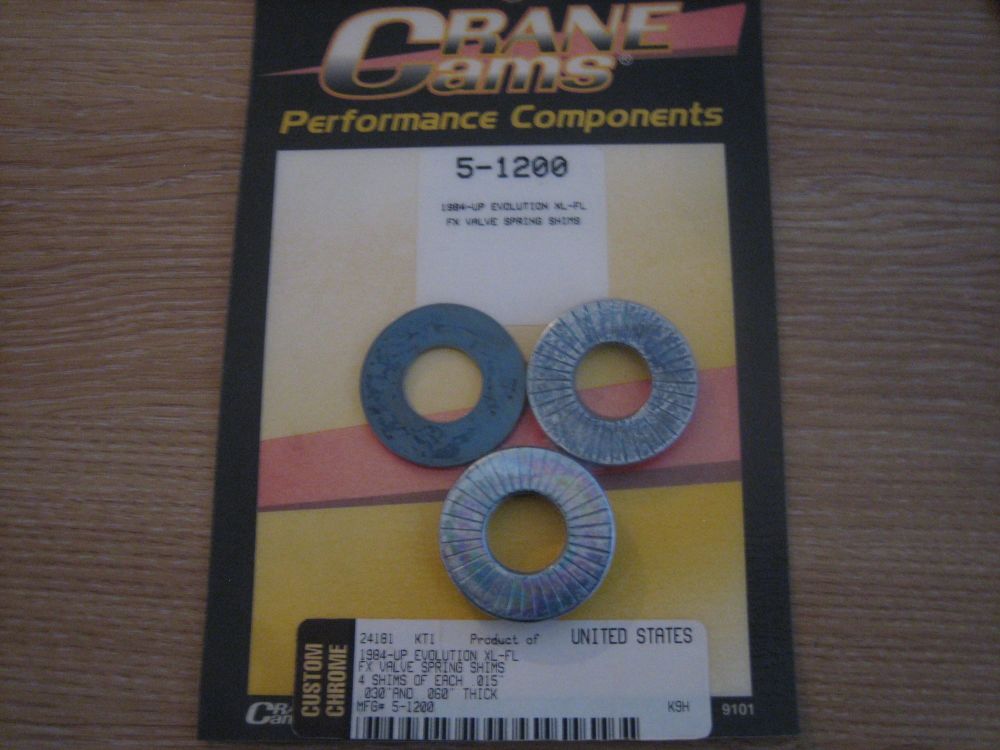 CRANE
Cams®
Performance Components
5-1200
1984-UP EVOLUTION XL-FL
FX VALVE SPRING SHIMS
CUSTOM
CHROME
24181 KT1 Product of UNITED STATES
1984-UP EVOLUTION XL-FL
FX VALVE SPRING SHIMS
4 SHIMS OF EACH .015"
.030"AND .060" THICK
MFG# 5-1200 K9H
CRANE
Cams
9101